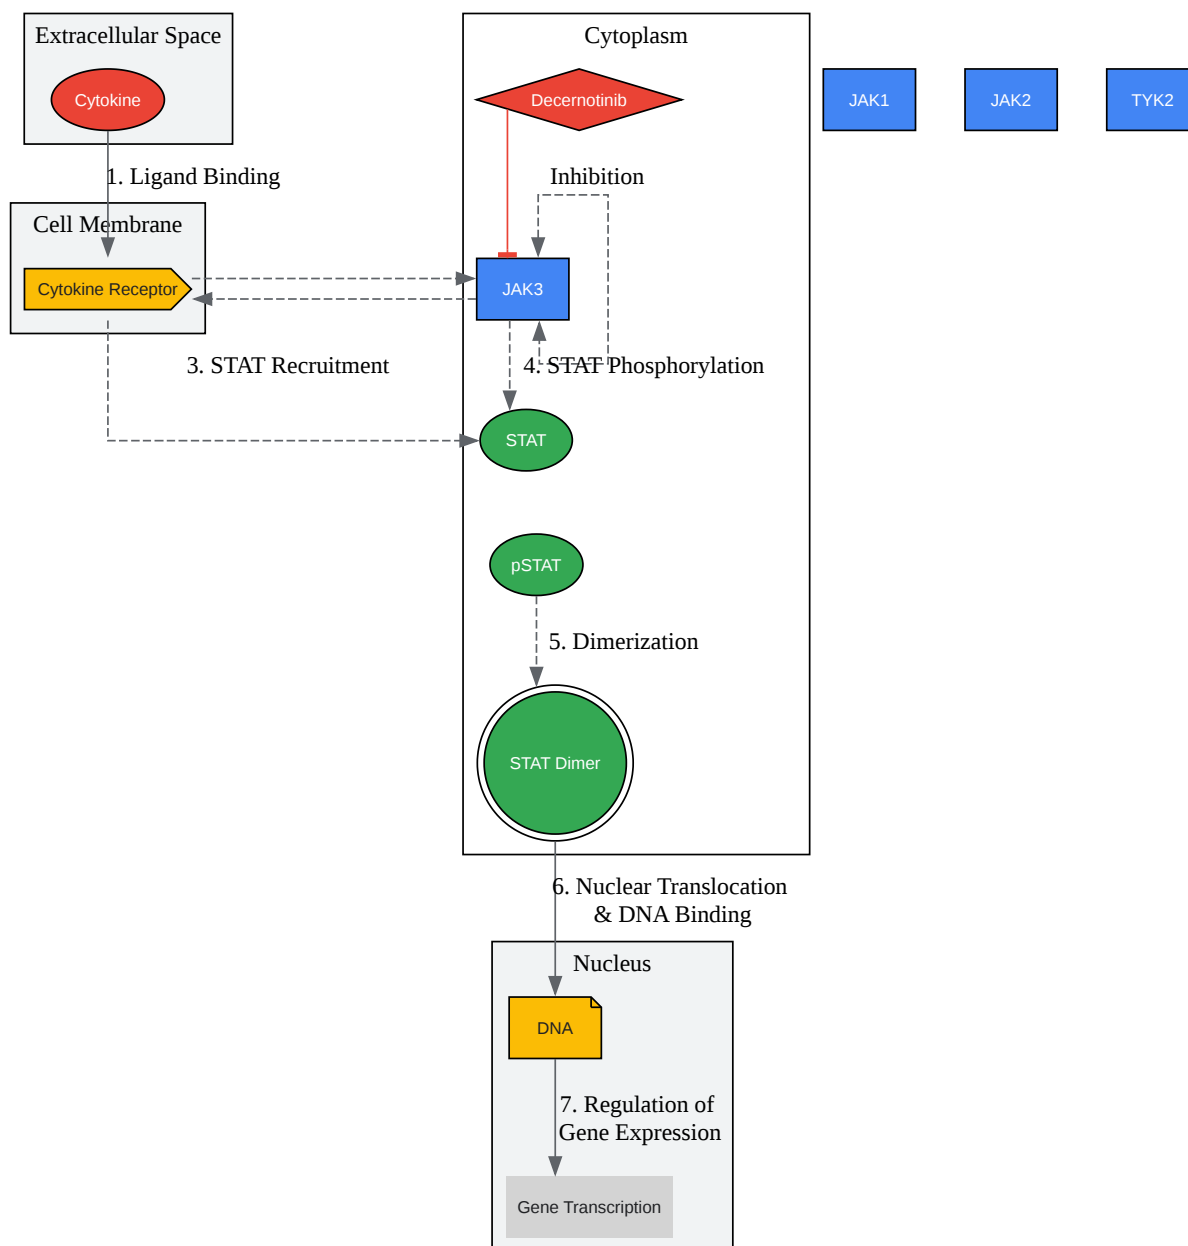 Extracellular Space
Cytoplasm
Cytokine
Decernotinib
JAK1
JAK2
TYK2
1. Ligand Binding
Inhibition
Cell Membrane
Cytokine Receptor
JAK3
3. STAT Recruitment
4. STAT Phosphorylation
STAT
pSTAT
5. Dimerization
STAT Dimer
6. Nuclear Translocation
& DNA Binding
Nucleus
DNA
7. Regulation of
Gene Expression
Gene Transcription